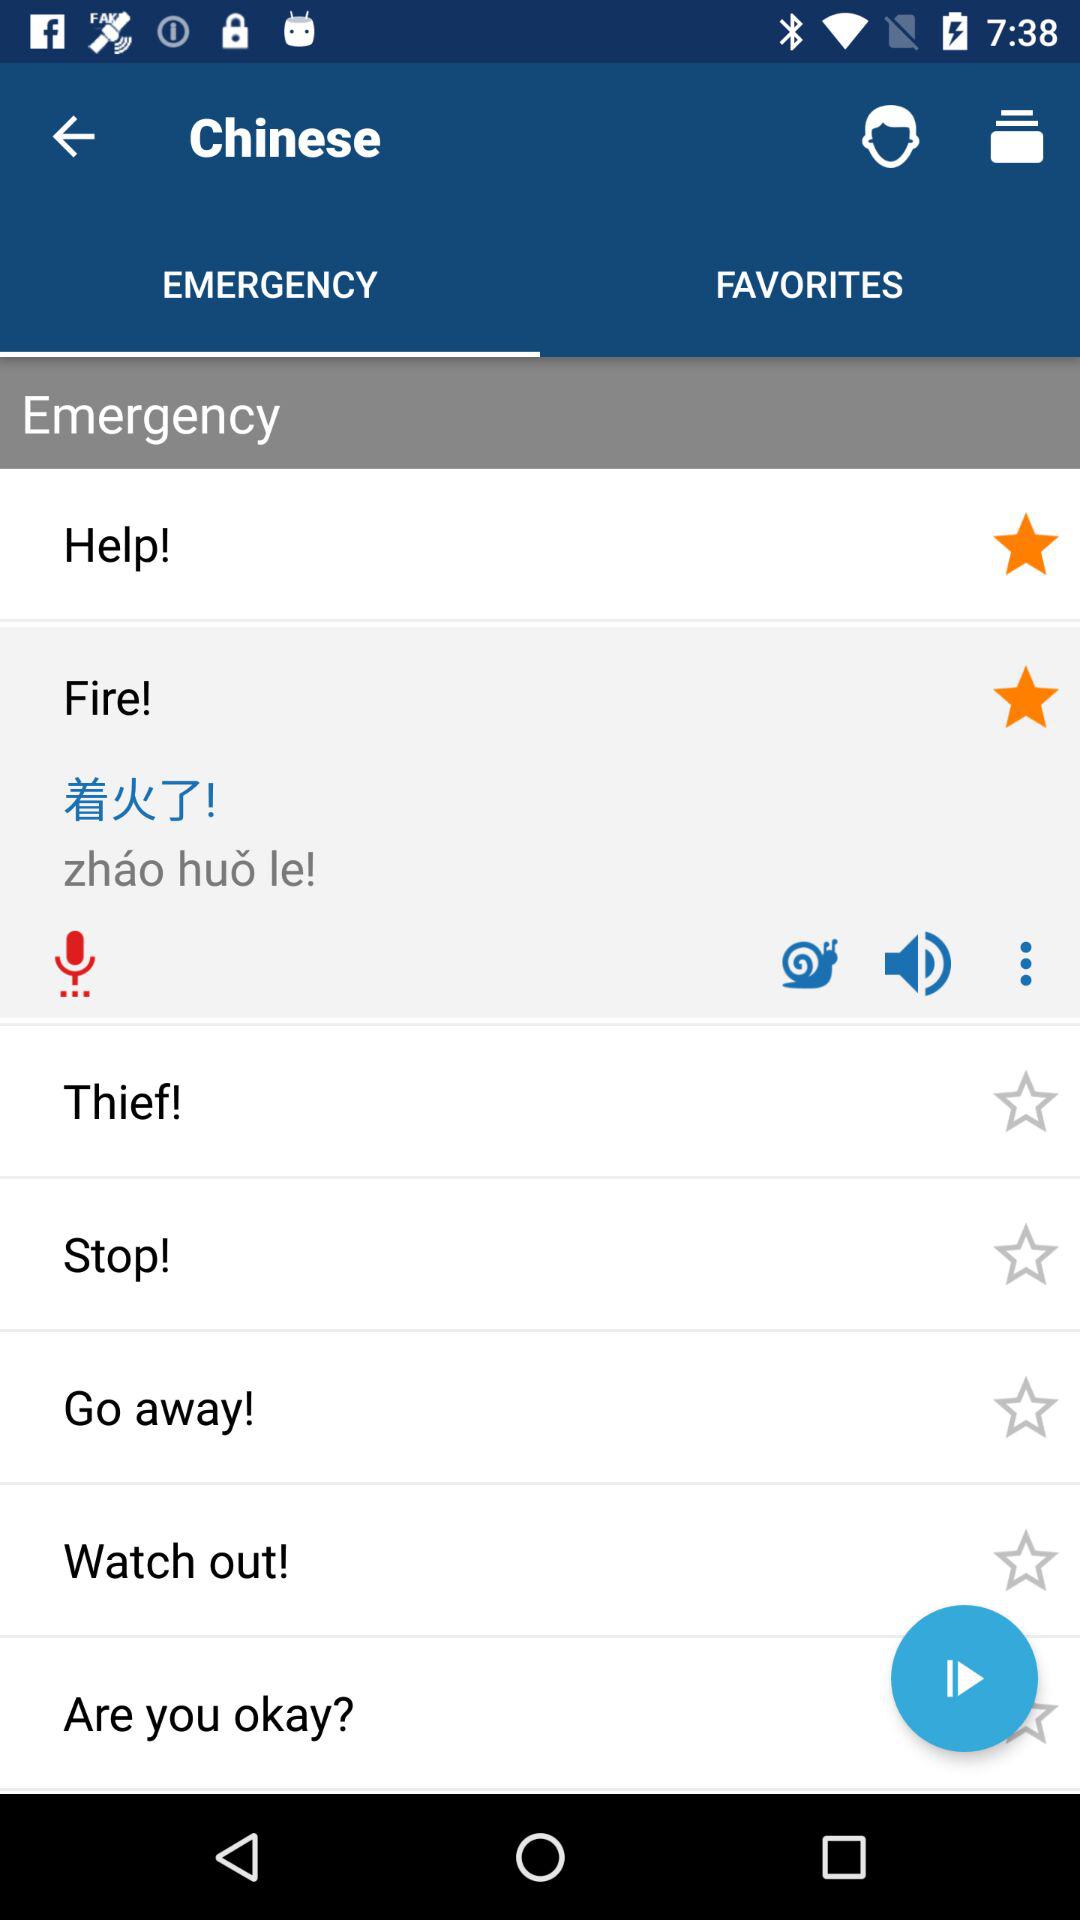 FAKE
7:38
Chinese
EMERGENCY
FAVORITES
Emergency
Help!
Fire!
着火了!
zháo huǒ le!
Thief!
Stop!
Go away!
Watch out!
Are you okay?